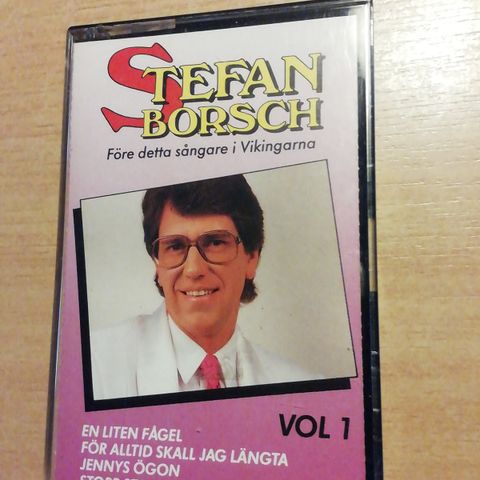 STEFAN
BORSCH
Före detta sångare i Vikingarna
VOL 1
EN LITEN FÅGEL
FÖR ALLTID SKALL JAG LÄNGTA
JENNYS ÖGON